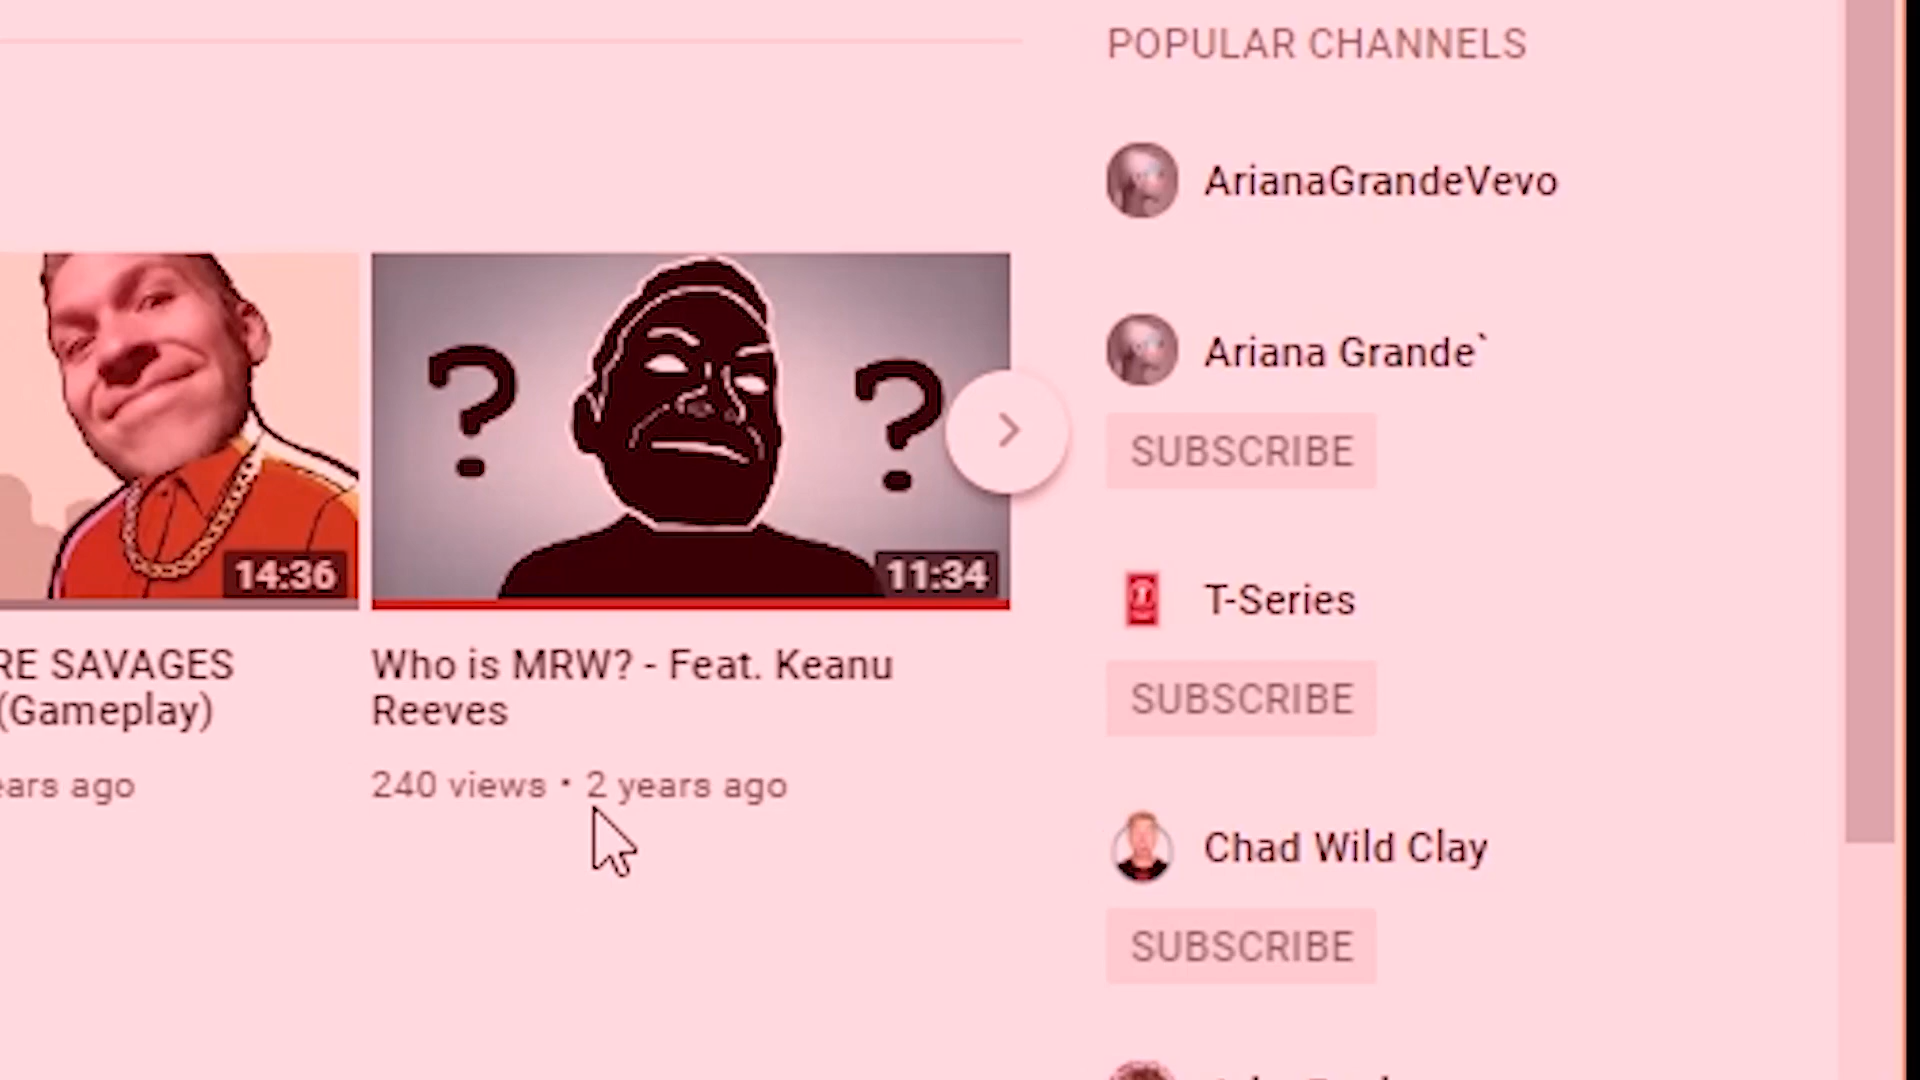 POPULAR CHANNELS
ArianaGrandeVevo
Ariana Grande`
SUBSCRIBE
T-Series
SUBSCRIBE
Chad Wild Clay
SUBSCRIBE
? ?
14:36
11:34
RE SAVAGES
(Gameplay)
ears ago
Who is MRW? - Feat. Keanu
Reeves
240 views • 2 years ago